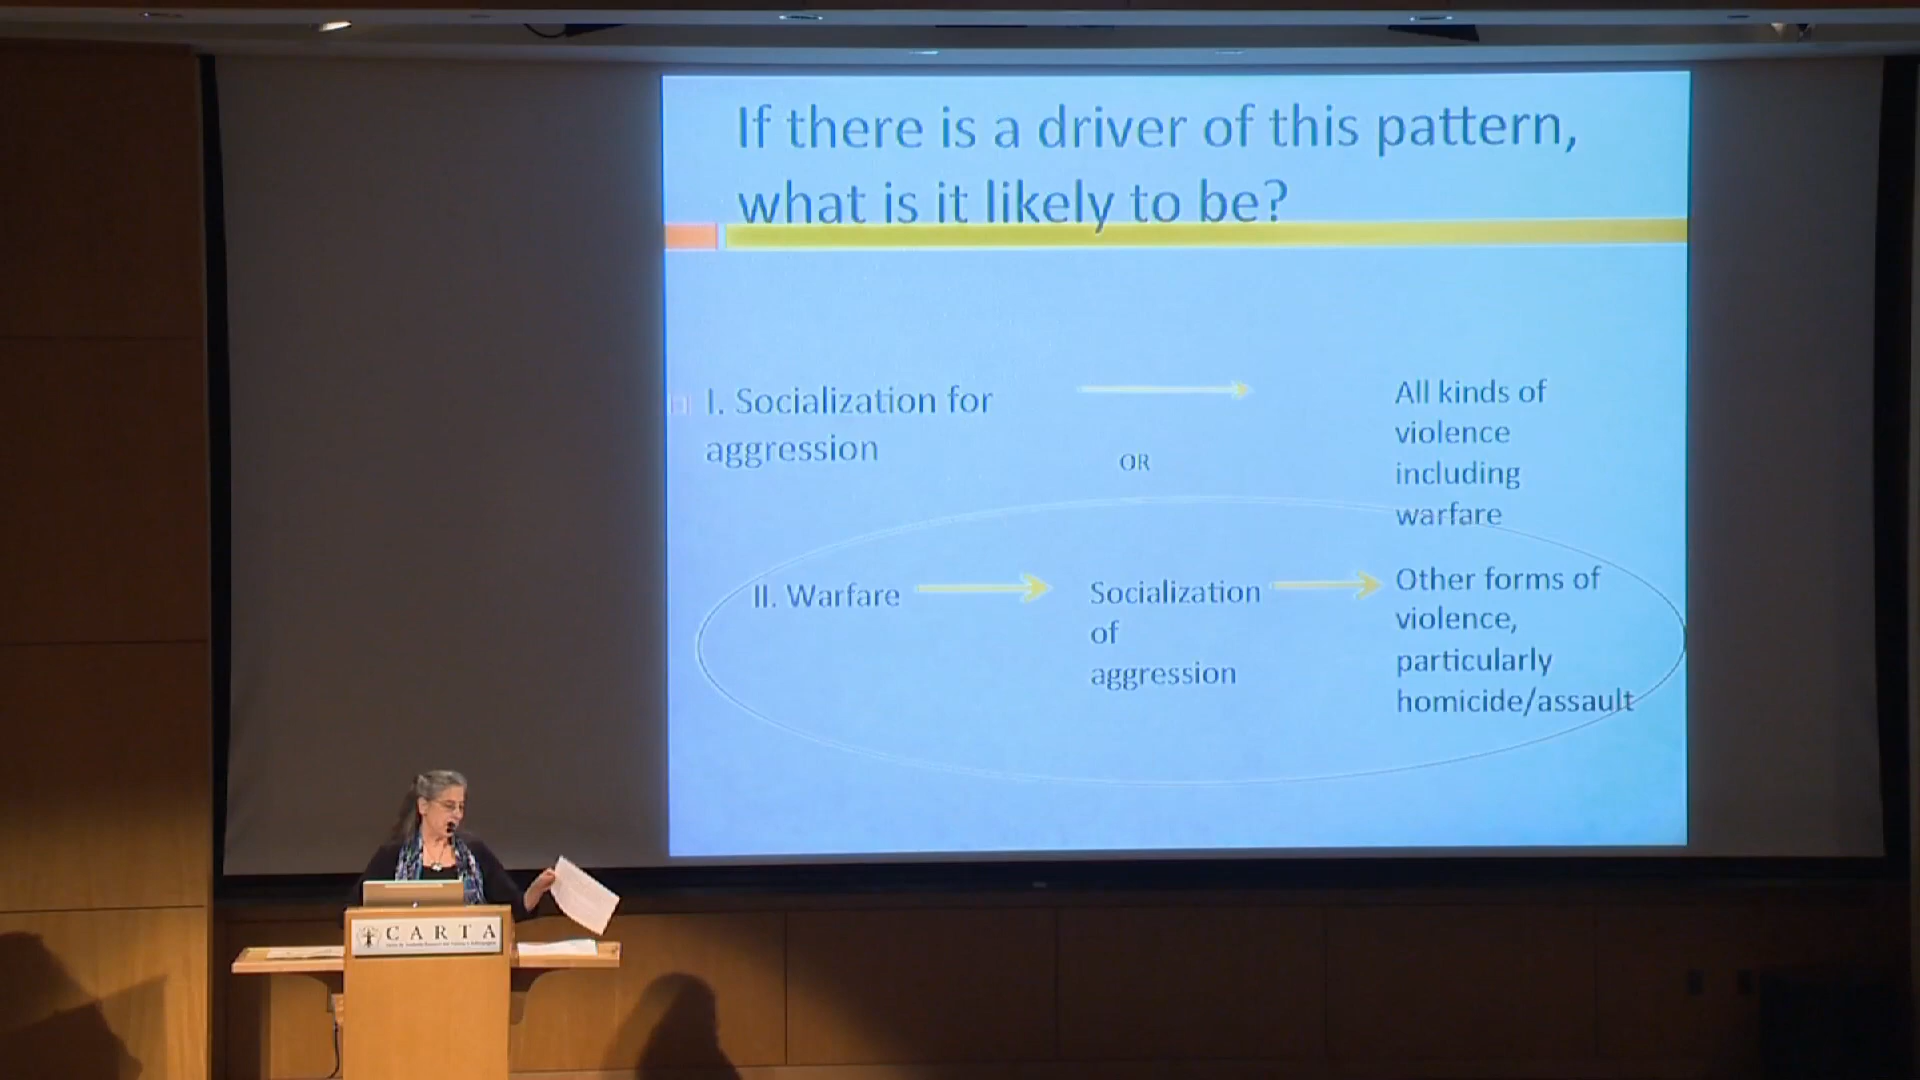 If there is a driver of this pattern,
what is it likely to be?
I. Socialization for
aggression
OR
All kinds of
violence
including
warfare
II. Warfare
Socialization
of
aggression
Other forms of
violence,
particularly
homicide/assault
CARTA